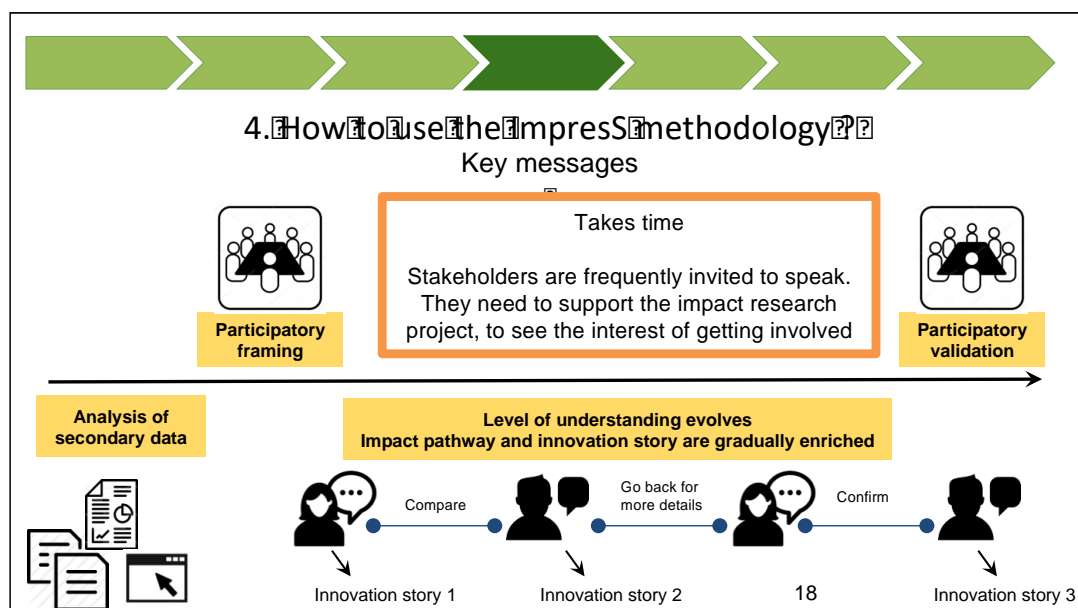 4. How to use the ImpresS methodology ?
Key messages
Takes time
Stakeholders are frequently invited to speak.
They need to support the impact research
project, to see the interest of getting involved
Participatory
framing
Participatory
validation
Analysis of
secondary data
Level of understanding evolves
Impact pathway and innovation story are gradually enriched
Compare
Go back for
more details
Confirm
Innovation story 1
Innovation story 2
18
Innovation story 3